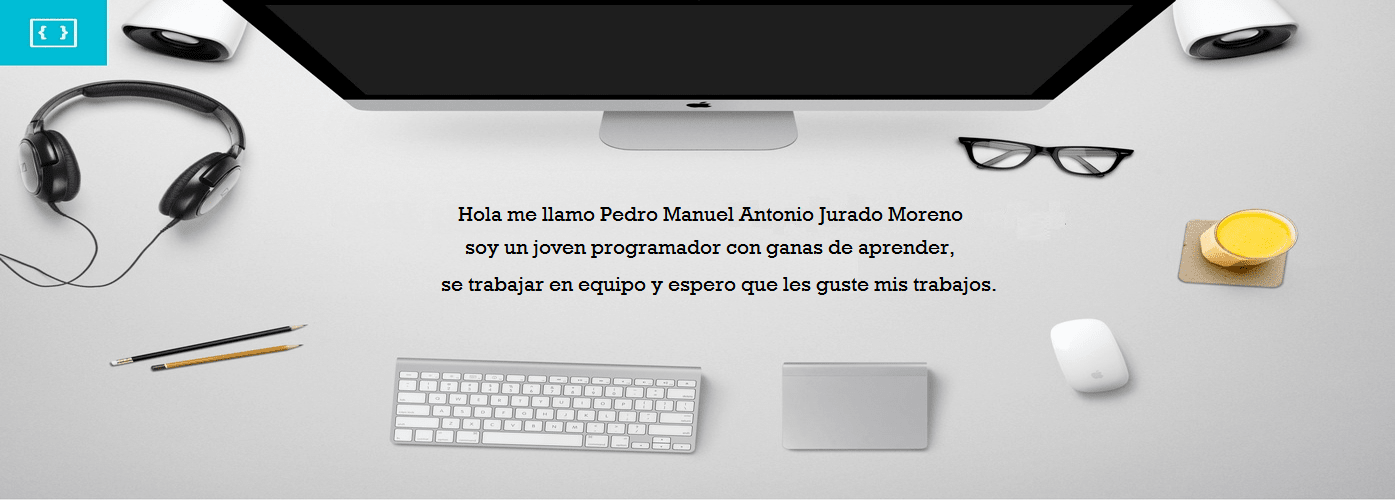 { }
Hola me llamo Pedro Manuel Antonio Jurado Moreno
soy un joven programador con ganas de aprender,
se trabajar en equipo y espero que les guste mis trabajos.